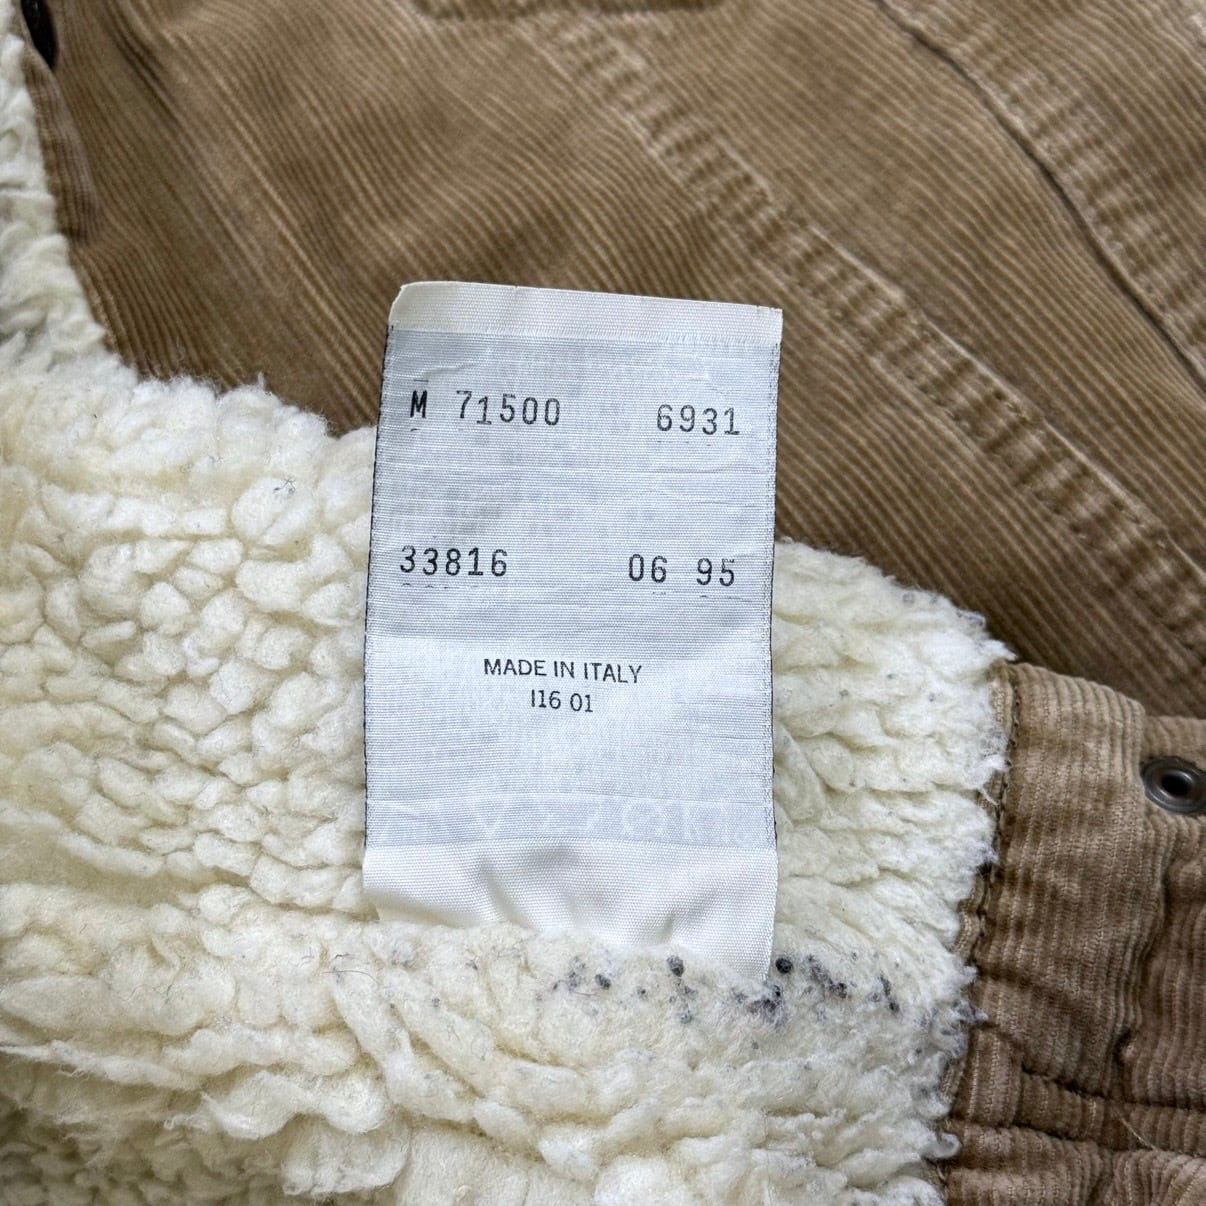 M 71500 6931
33816 06 95
MADE IN ITALY
I16 01